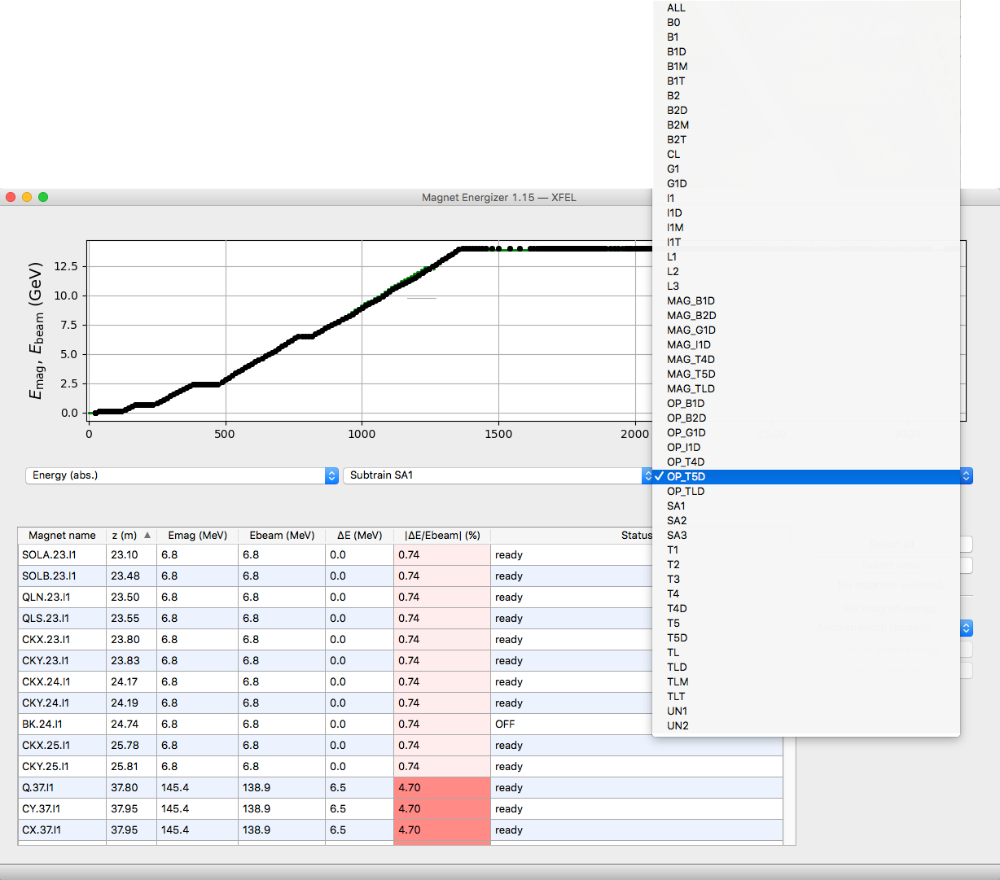 ALL
B0
B1
B1D
B1M
B1T
B2
B2D
B2M
B2T
CL
G1
G1D
I1
I1D
I1M
I1T
L1
L2
L3
MAG_B1D
MAG_B2D
MAG_G1D
MAG_I1D
MAG_T4D
MAG_T5D
MAG_TLD
OP_B1D
OP_B2D
OP_G1D
OP_I1D
OP_T4D
✓ OP_T5D
OP_TLD
SA1
SA2
SA3
T1
T2
T3
T4
T4D
T5
T5D
TL
TLD
TLM
TLT
UN1
UN2
Magnet Energizer 1.15 — XFEL
Emag, Ebeam (GeV)
12.5
10.0
7.5
5.0
2.5
0.0
0 500 1000 1500 2000
Energy (abs.) Subtrain SA1
Magnet name z (m) ▲ Emag (MeV) Ebeam (MeV) ΔE (MeV) |ΔE/Ebeam| (%) Status
SOLA.23.I1 23.10 6.8 6.8 0.0 0.74 ready
SOLB.23.I1 23.48 6.8 6.8 0.0 0.74 ready
QLN.23.I1 23.50 6.8 6.8 0.0 0.74 ready
QLS.23.I1 23.55 6.8 6.8 0.0 0.74 ready
CKX.23.I1 23.80 6.8 6.8 0.0 0.74 ready
CKY.23.I1 23.83 6.8 6.8 0.0 0.74 ready
CKX.24.I1 24.17 6.8 6.8 0.0 0.74 ready
CKY.24.I1 24.19 6.8 6.8 0.0 0.74 ready
BK.24.I1 24.74 6.8 6.8 0.0 0.74 OFF
CKX.25.I1 25.78 6.8 6.8 0.0 0.74 ready
CKY.25.I1 25.81 6.8 6.8 0.0 0.74 ready
Q.37.I1 37.80 145.4 138.9 6.5 4.70 ready
CY.37.I1 37.95 145.4 138.9 6.5 4.70 ready
CX.37.I1 37.95 145.4 138.9 6.5 4.70 ready